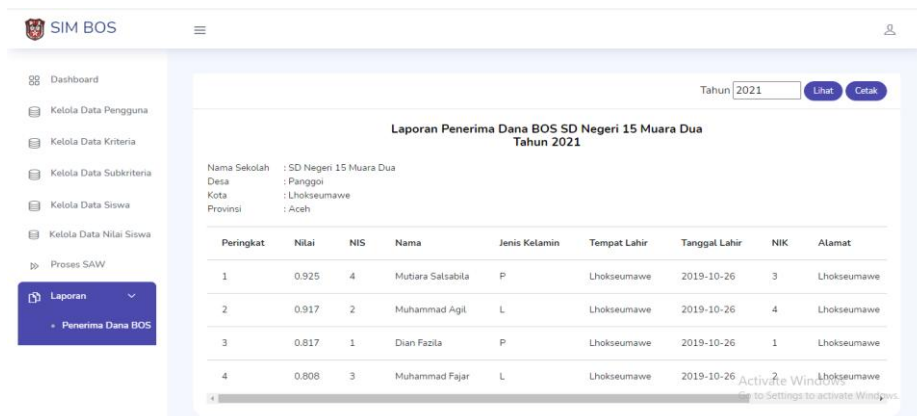 SIM BOS
Dashboard
Kelola Data Pengguna
Kelola Data Kriteria
Kelola Data Subkriteria
Kelola Data Siswa
Kelola Data Nilai Siswa
Proses SAW
Laporan
Penerima Dana BOS
Tahun 2021 Lihat Cetak
Laporan Penerima Dana BOS SD Negeri 15 Muara Dua
Tahun 2021
Nama Sekolah : SD Negeri 15 Muara Dua
Desa : Panggoi
Kota : Lhokseumawe
Provinsi : Aceh
Peringkat Nilai NIS Nama Jenis Kelamin Tempat Lahir Tanggal Lahir NIK Alamat
1 0.925 4 Mutiara Salsabila P Lhokseumawe 2019-10-26 3 Lhokseumawe
2 0.917 2 Muhammad Agil L Lhokseumawe 2019-10-26 4 Lhokseumawe
3 0.817 1 Dian Fazila P Lhokseumawe 2019-10-26 1 Lhokseumawe
4 0.808 3 Muhammad Fajar L Lhokseumawe 2019-10-26 2 Lhokseumawe
Activate Windows
Go to Settings to activate Windows.